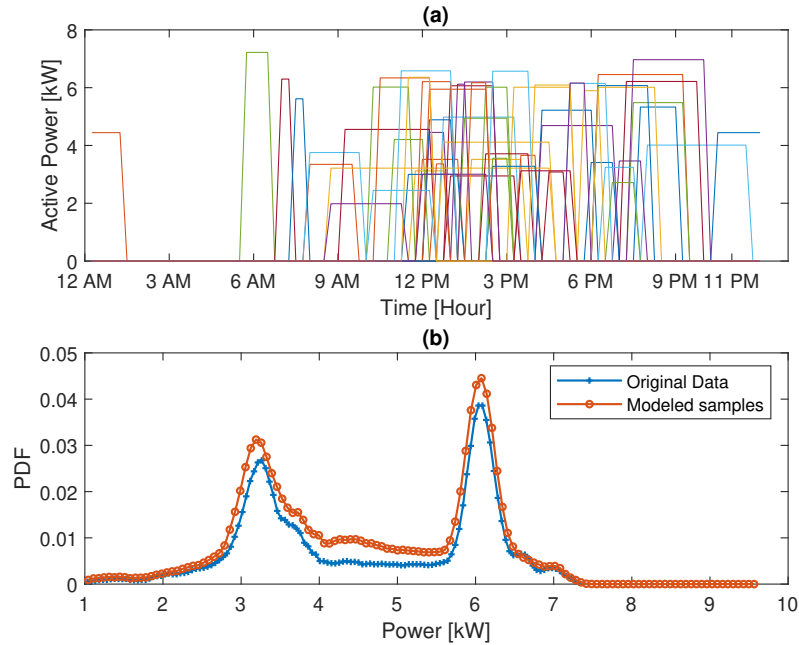 (a)
Active Power [kW]
8
6
4
2
0
12 AM 3 AM 6 AM 9 AM 12 PM 3 PM 6 PM 9 PM 11 PM
Time [Hour]
(b)
PDF
0.05
0.04
0.03
0.02
0.01
0
Original Data
Modeled samples
1 2 3 4 5 6 7 8 9 10
Power [kW]